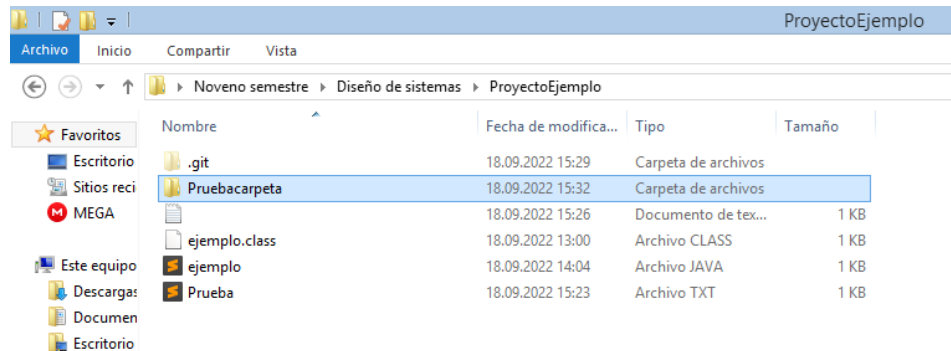 ProyectoEjemplo
Archivo Inicio Compartir Vista
Noveno semestre Diseño de sistemas ProyectoEjemplo
Favoritos
Escritorio
Sitios reci
MEGA
Este equipo
Descargas
Documen
Escritorio
Nombre Fecha de modifica... Tipo Tamaño
.git 18.09.2022 15:29 Carpeta de archivos
Pruebacarpeta 18.09.2022 15:32 Carpeta de archivos
18.09.2022 15:26 Documento de tex... 1 KB
ejemplo.class 18.09.2022 13:00 Archivo CLASS 1 KB
ejemplo 18.09.2022 14:04 Archivo JAVA 1 KB
Prueba 18.09.2022 15:23 Archivo TXT 1 KB